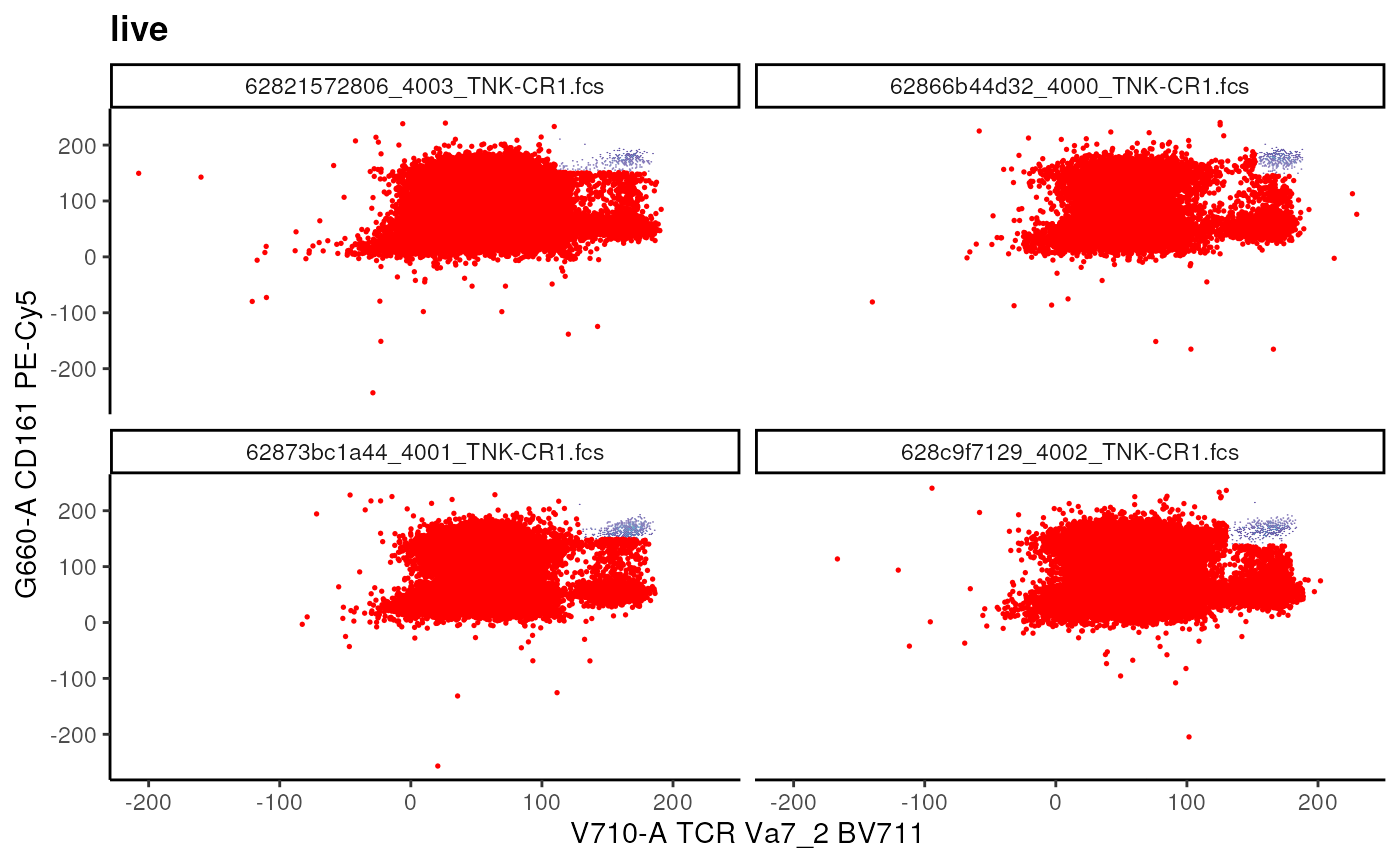 live
62821572806_4003_TNK-CR1.fcs
62866b44d32_4000_TNK-CR1.fcs
200
100
0
-100
-200
62873bc1a44_4001_TNK-CR1.fcs
628c9f7129_4002_TNK-CR1.fcs
200
100
0
-100
-200
G660-A CD161 PE-Cy5
-200 -100 0 100 200 -200 -100 0 100 200
V710-A TCR Va7_2 BV711